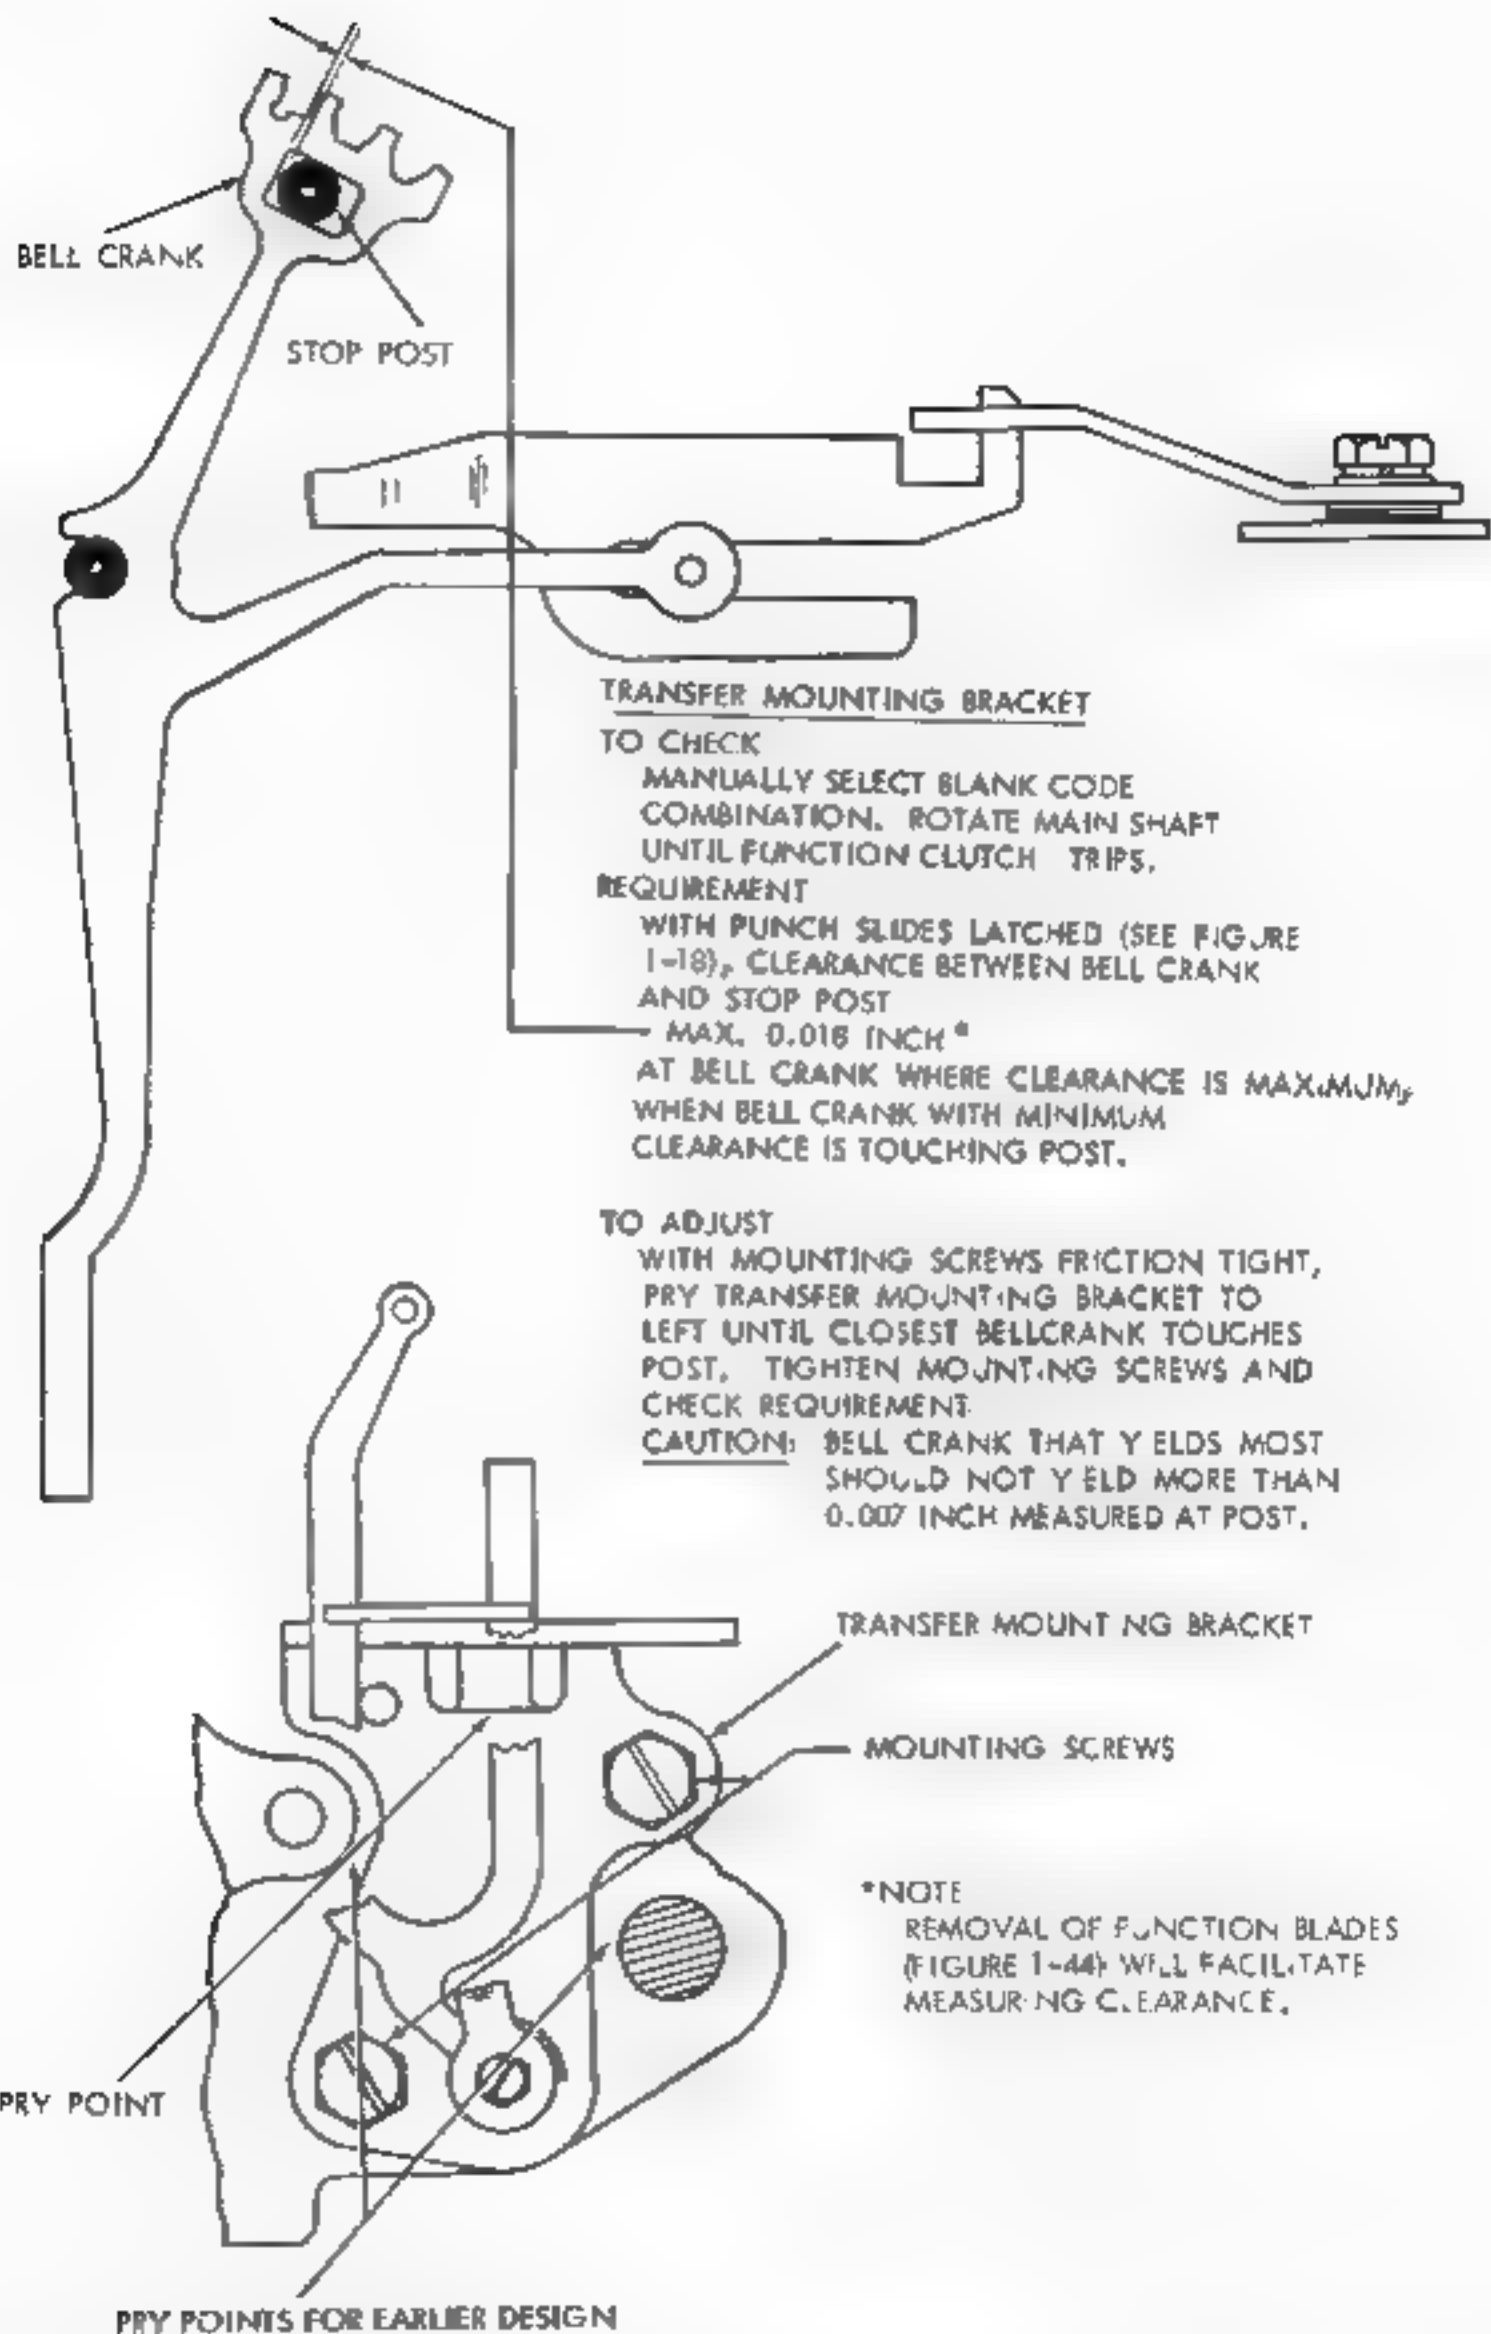 BELL CRANK
STOP POST
TRANSFER MOUNTING BRACKET
TO CHECK
MANUALLY SELECT BLANK CODE
COMBINATION. ROTATE MAIN SHAFT
UNTIL FUNCTION CLUTCH TRIPS.
REQUIREMENT
WITH PUNCH SLIDES LATCHED (SEE FIGURE
1-18), CLEARANCE BETWEEN BELL CRANK
AND STOP POST
MAX. 0.018 INCH*
AT BELL CRANK WHERE CLEARANCE IS MAXIMUM,
WHEN BELL CRANK WITH MINIMUM
CLEARANCE IS TOUCHING POST.
TO ADJUST
WITH MOUNTING SCREWS FRICTION TIGHT,
PRY TRANSFER MOUNTING BRACKET TO
LEFT UNTIL CLOSEST BELLCRANK TOUCHES
POST. TIGHTEN MOUNTING SCREWS AND
CHECK REQUIREMENT
CAUTION: BELL CRANK THAT YIELDS MOST
SHOULD NOT YIELD MORE THAN
0.007 INCH MEASURED AT POST.
TRANSFER MOUNTING BRACKET
MOUNTING SCREWS
*NOTE
REMOVAL OF FUNCTION BLADES
(FIGURE 1-44) WILL FACILITATE
MEASURING CLEARANCE.
PRY POINT
PRY POINTS FOR EARLIER DESIGN